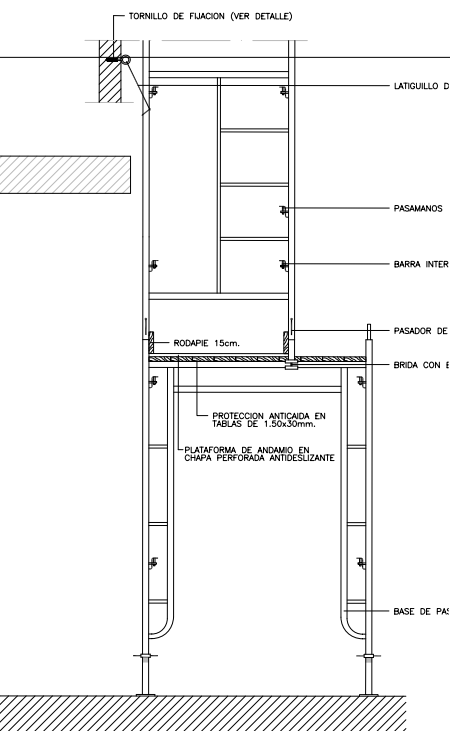 TORNILLO DE FIJACION (VER DETALLE)
LATIGUILLO D
PASAMANOS
BARRA INTER
PASADOR DE
RODAPIE 15cm.
BRIDA CON E
PROTECCION ANTICAIDA EN
TABLAS DE 1.50x30mm.
PLATAFORMA DE ANDAMIO EN
CHAPA PERFORADA ANTIDESLIZANTE
BASE DE PAS